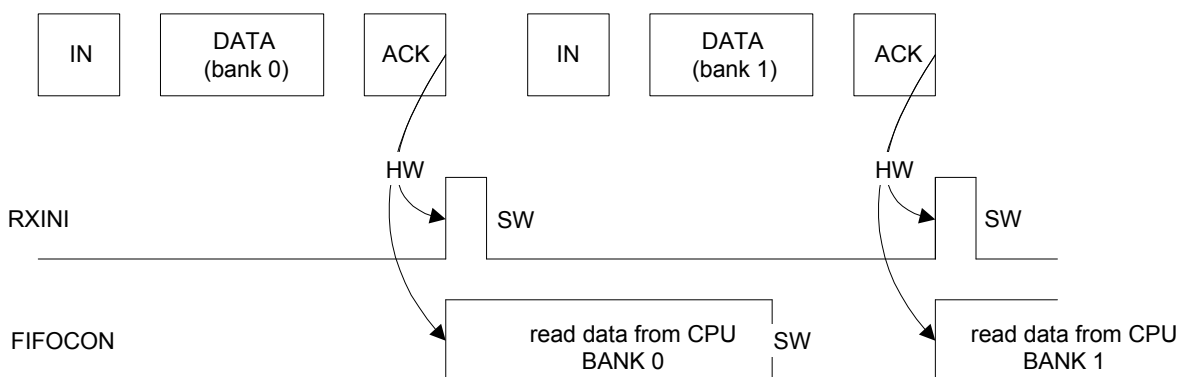 IN
DATA
(bank 0)
ACK
IN
DATA
(bank 1)
ACK
HW
HW
RXINI
SW
SW
FIFOCON
read data from CPU
BANK 0
SW
read data from CPU
BANK 1